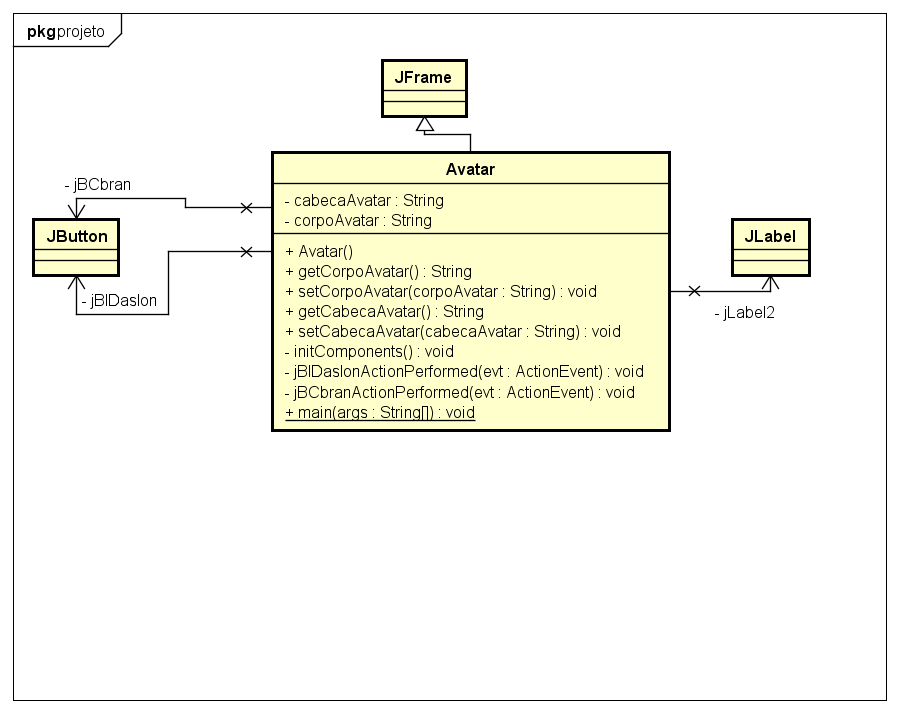 pkg projeto
JFrame
Avatar
- cabecaAvatar : String
- corpoAvatar : String
+ Avatar()
+ getCorpoAvatar() : String
+ setCorpoAvatar(corpoAvatar : String) : void
+ getCabecaAvatar() : String
+ setCabecaAvatar(cabecaAvatar : String) : void
- initComponents() : void
- jBlDaslonActionPerformed(evt : ActionEvent) : void
- jBCbranActionPerformed(evt : ActionEvent) : void
+ main(args : String[]) : void
- jBCbran
JButton
- jBlDaslon
JLabel
- jLabel2